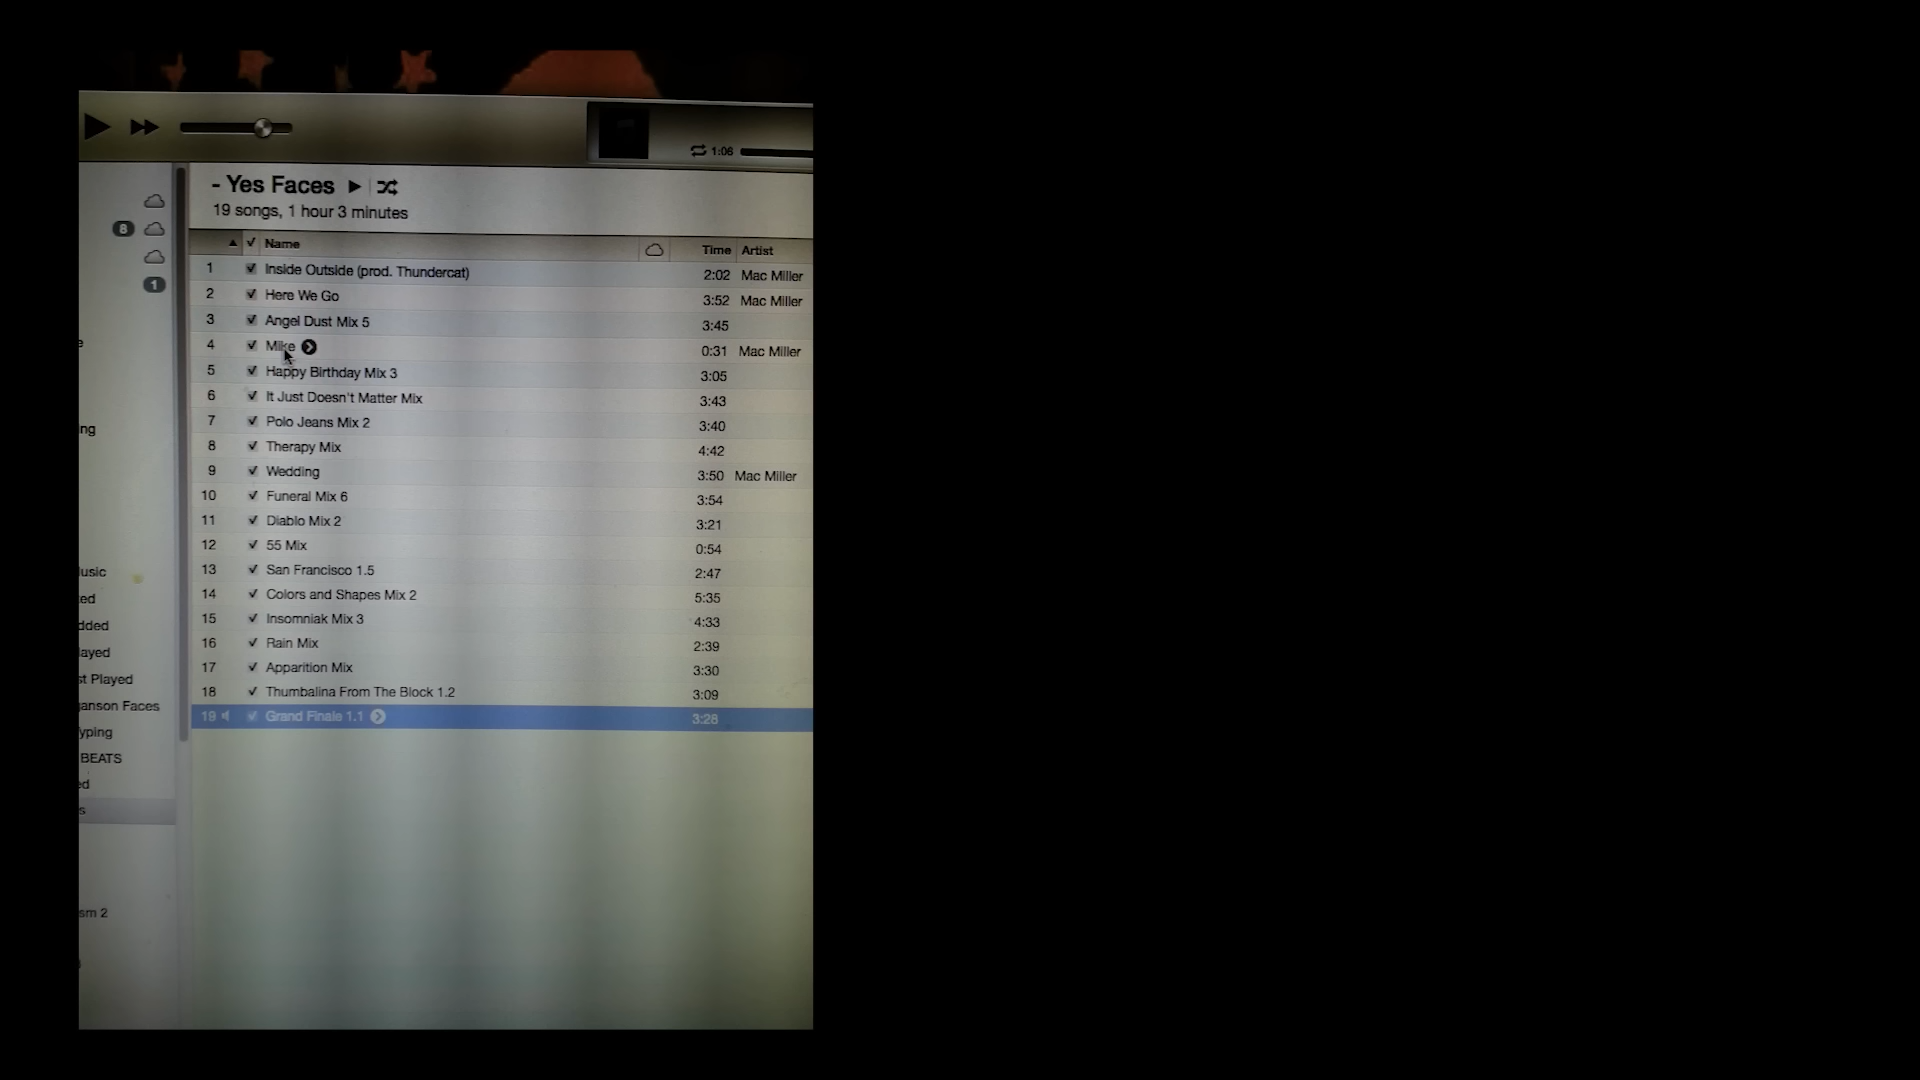 1:06
- Yes Faces
19 songs, 1 hour 3 minutes
8
1
Name Time Artist
1 Inside Outside (prod. Thundercat) 2:02 Mac Miller
2 Here We Go 3:52 Mac Miller
3 Angel Dust Mix 5 3:45
4 Mike 0:31 Mac Miller
5 Happy Birthday Mix 3 3:05
6 It Just Doesn't Matter Mix 3:43
7 Polo Jeans Mix 2 3:40
8 Therapy Mix 4:42
9 Wedding 3:50 Mac Miller
10 Funeral Mix 6 3:54
11 Diablo Mix 2 3:21
12 55 Mix 0:54
13 San Francisco 1.5 2:47
14 Colors and Shapes Mix 2 5:35
15 Insomniak Mix 3 4:33
16 Rain Mix 2:39
17 Apparition Mix 3:30
18 Thumbalina From The Block 1.2 3:09
19 Grand Finale 1.1 3:28
e
ng
usic
ed
dded
ayed
st Played
anson Faces
yping
BEATS
ed
s
sm 2